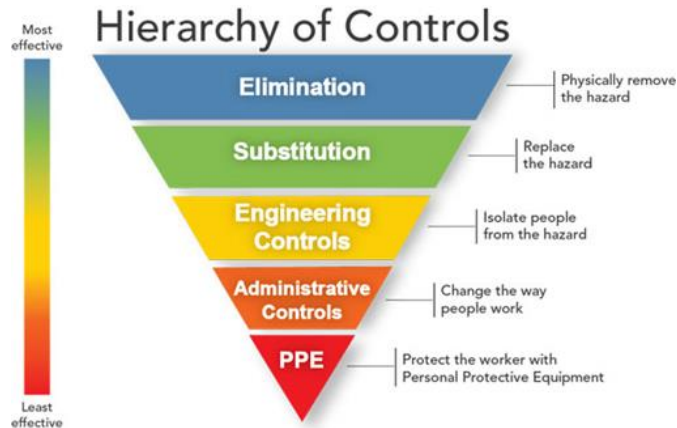 Hierarchy of Controls
Most
effective
Elimination
Physically remove
the hazard
Substitution
Replace
the hazard
Engineering
Controls
Isolate people
from the hazard
Administrative
Controls
Change the way
people work
PPE
Protect the worker with
Personal Protective Equipment
Least
effective